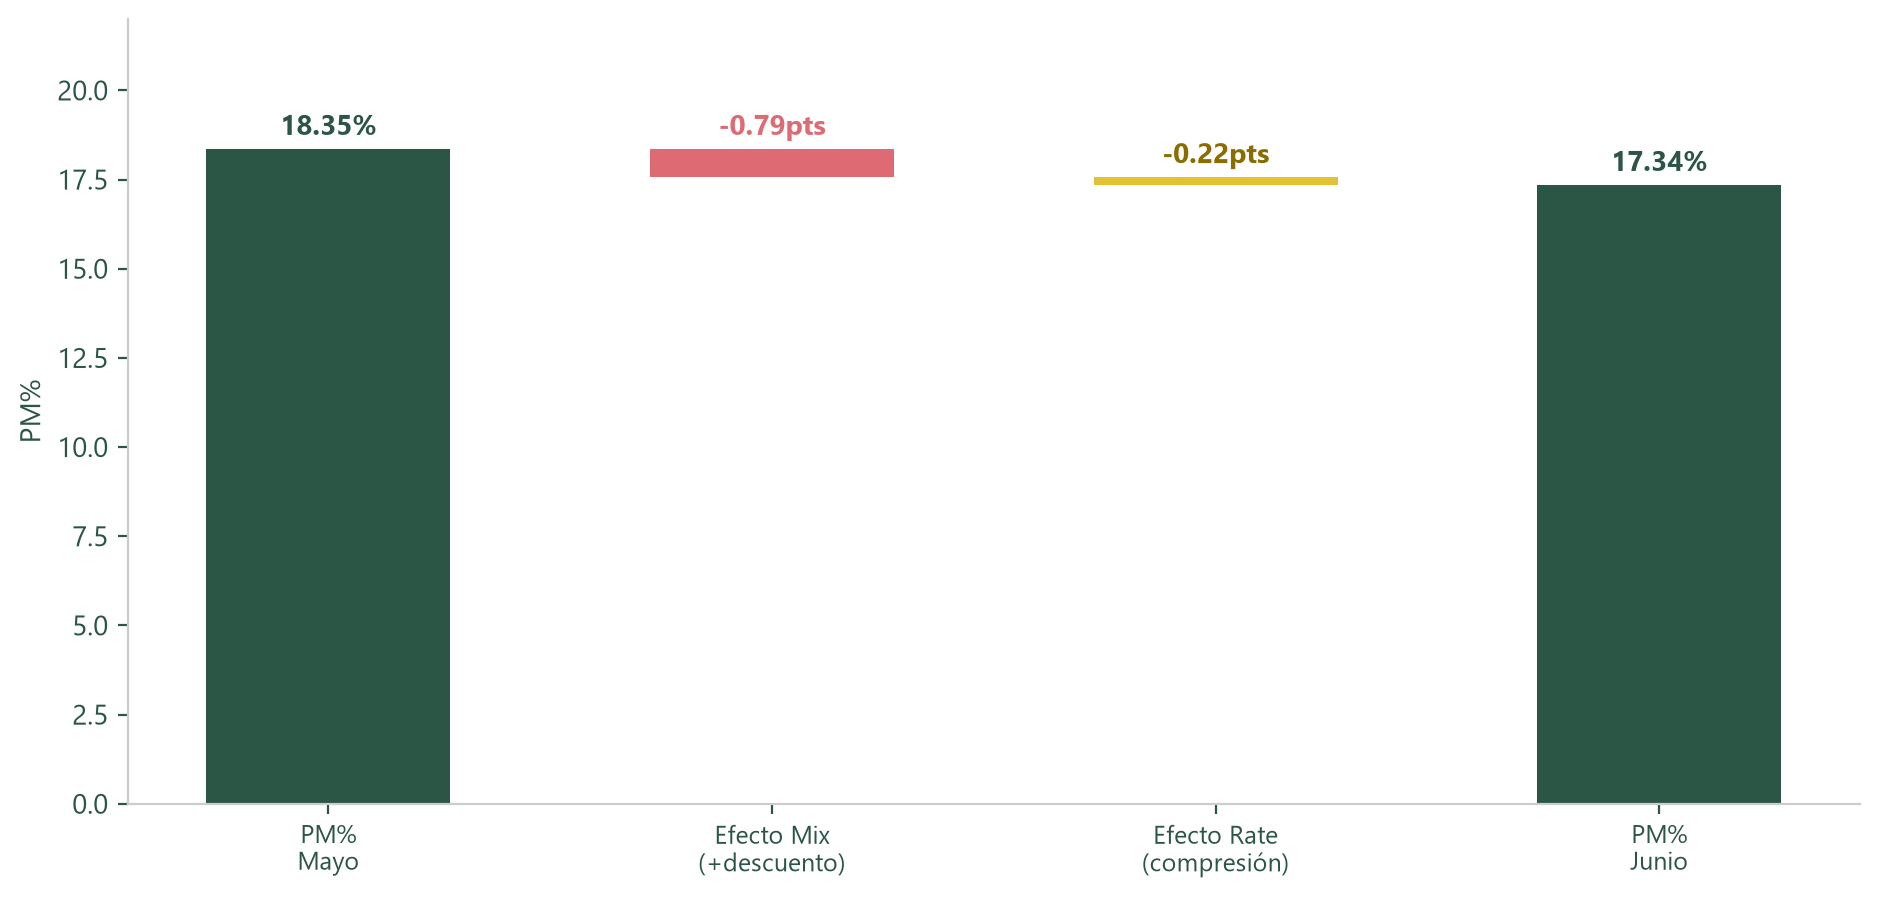 20.0
17.5
15.0
12.5
10.0
7.5
5.0
2.5
0.0
PM%
18.35%
-0.79pts
-0.22pts
17.34%
PM%
Mayo
Efecto Mix
(+descuento)
Efecto Rate
(compresión)
PM%
Junio